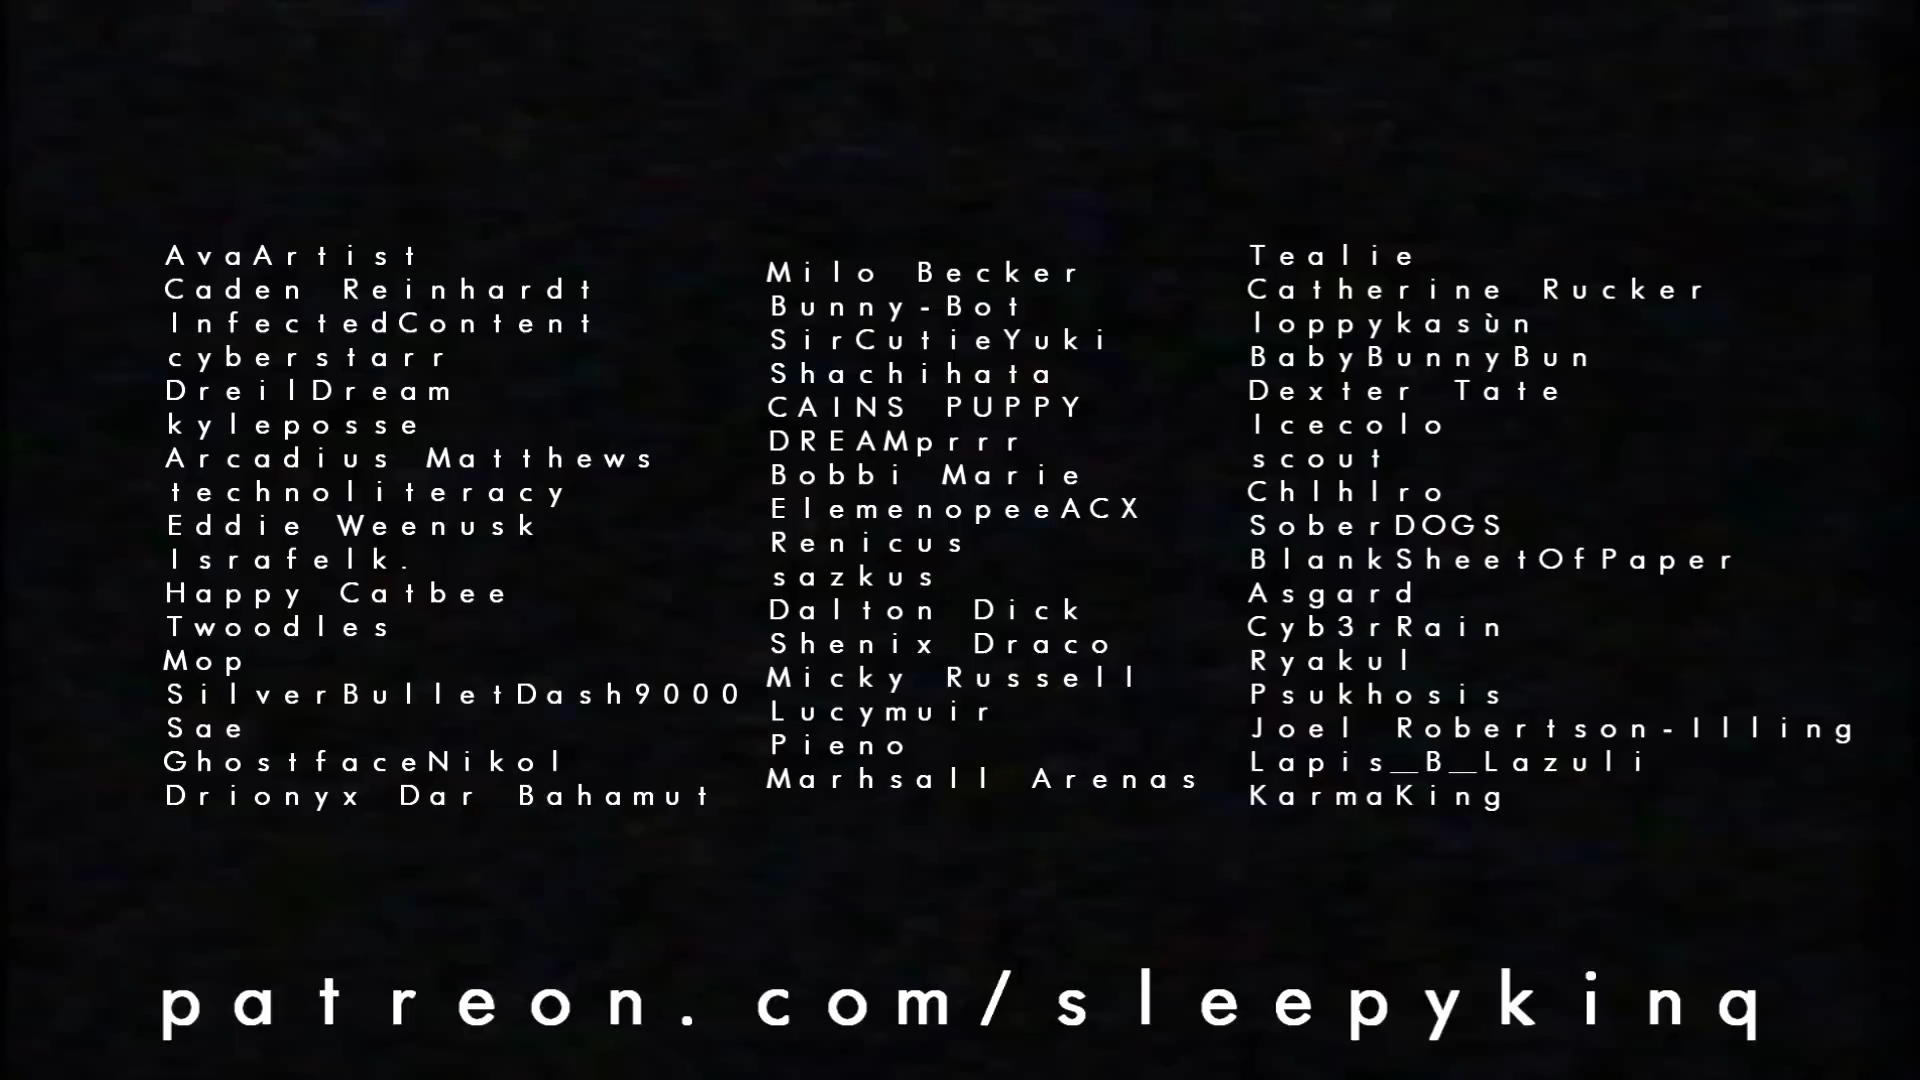 AvaArtist
Caden Reinhardt
InfectedContent
cyberstarr
DreilDream
kyleposse
Arcadius Matthews
technoliteracy
Eddie Weenusk
Israfelk.
Happy Catbee
Twoodles
Mop
SilverBulletDash9000
Sae
GhostfaceNikol
Drionyx Dar Bahamut
Milo Becker
Bunny-Bot
SirCutieYuki
Shachihata
CAINS PUPPY
DREAMprrr
Bobbi Marie
ElemenopeeACX
Renicus
sazkus
Dalton Dick
Shenix Draco
Micky Russell
Lucymuir
Pieno
Marhsall Arenas
Tealie
Catherine Rucker
loppykasùn
BabyBunnyBun
Dexter Tate
Icecolo
scout
Chlhlro
SoberDOGS
BlankSheetOfPaper
Asgard
Cyb3rRain
Ryakul
Psukhosis
Joel Robertson-Illing
Lapis_B_Lazuli
KarmaKing
patreon.com/sleepykinq